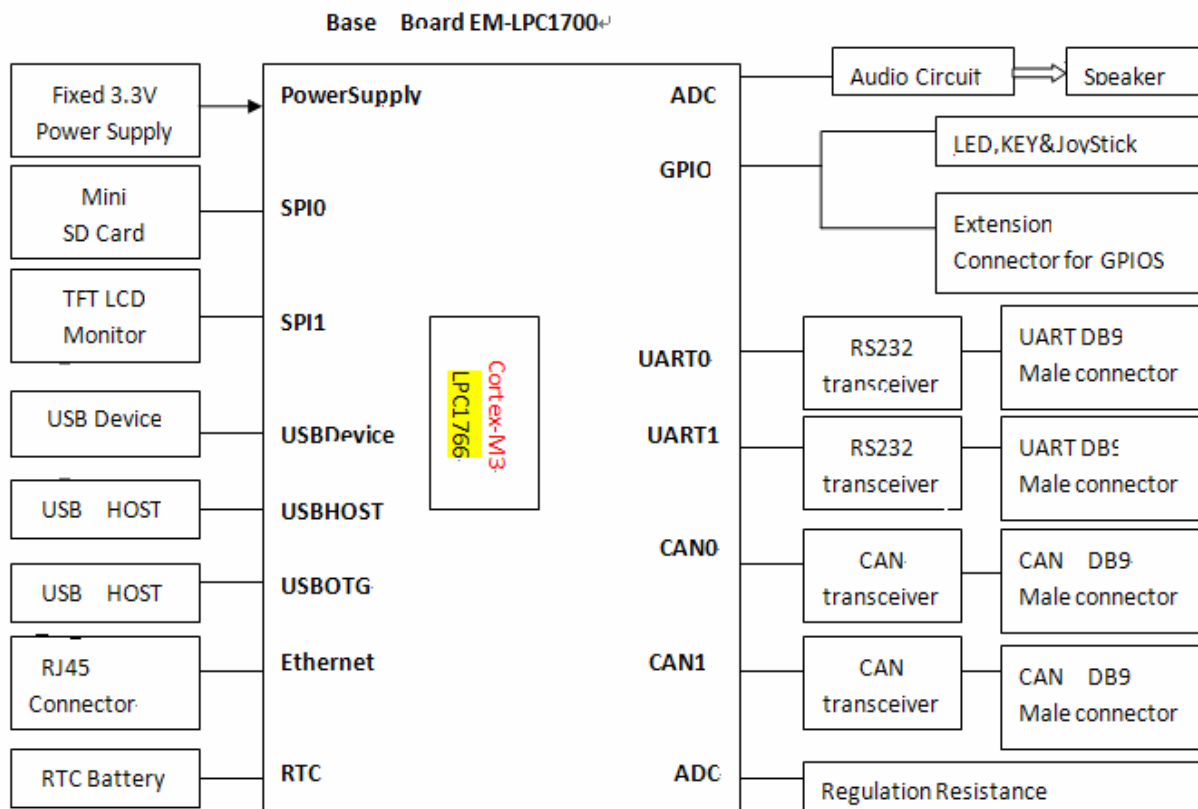 Base Board EM-LPC1700
Fixed 3.3V
Power Supply
Mini
SD Card
TFT LCD
Monitor
USB Device
USB HOST
USB HOST
RJ45
Connector
RTC Battery
PowerSupply
SPI0
SPI1
USBDevice
USBHOST
USBOTG
Ethernet
RTC
Cortex-M3
LPC1766
ADC
GPIO
UART0
UART1
CAN0
CAN1
ADC
Audio Circuit
Speaker
LED,KEY&JoyStick
Extension
Connector for GPIOS
RS232
transceiver
UART DB9
Male connector
RS232
transceiver
UART DB9
Male connector
CAN
transceiver
CAN DB9
Male connector
CAN
transceiver
CAN DB9
Male connector
Regulation Resistance